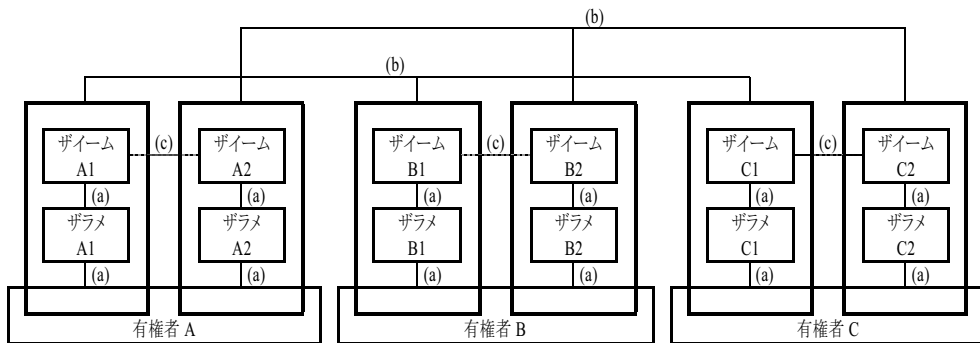 (b)
(b)
ザイーム
A1
(c)
ザイーム
A2
ザイーム
B1
(c)
ザイーム
B2
ザイーム
C1
(c)
ザイーム
C2
(a)
(a)
(a)
(a)
(a)
(a)
ザラメ
A1
ザラメ
A2
ザラメ
B1
ザラメ
B2
ザラメ
C1
ザラメ
C2
(a)
(a)
(a)
(a)
(a)
(a)
有権者 A
有権者 B
有権者 C